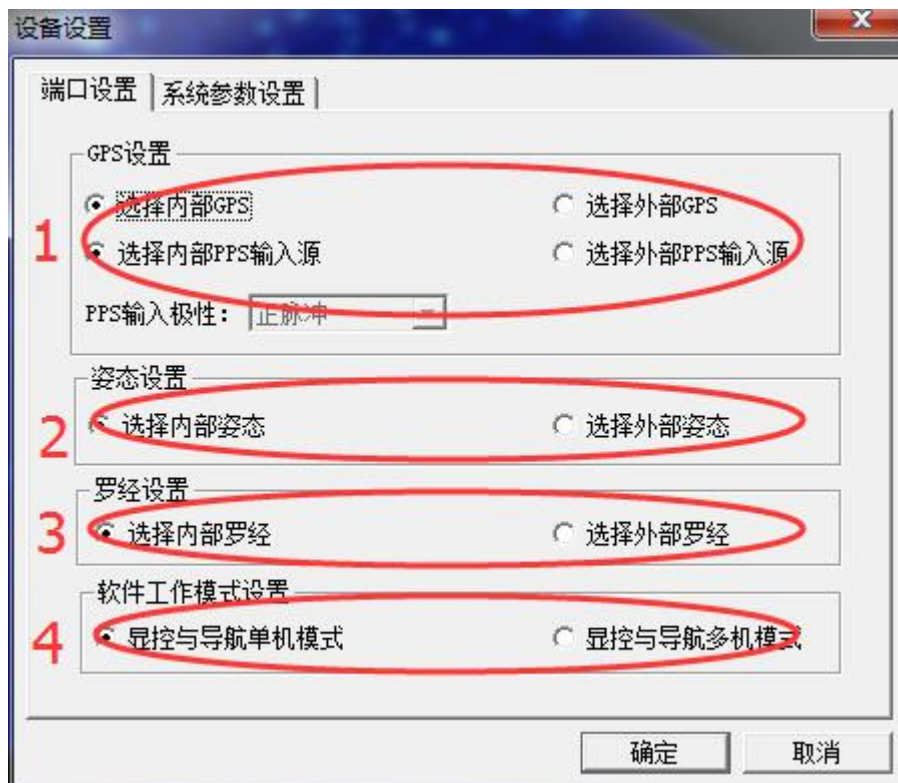 设备设置
端口设置 系统参数设置
GPS设置
选择内部GPS 选择外部GPS
1
选择内部PPS输入源 选择外部PPS输入源
PPS输入极性： 正脉冲
姿态设置
2 选择内部姿态 选择外部姿态
罗经设置
3 选择内部罗经 选择外部罗经
软件工作模式设置
4 显控与导航单机模式 显控与导航多机模式
确定 取消